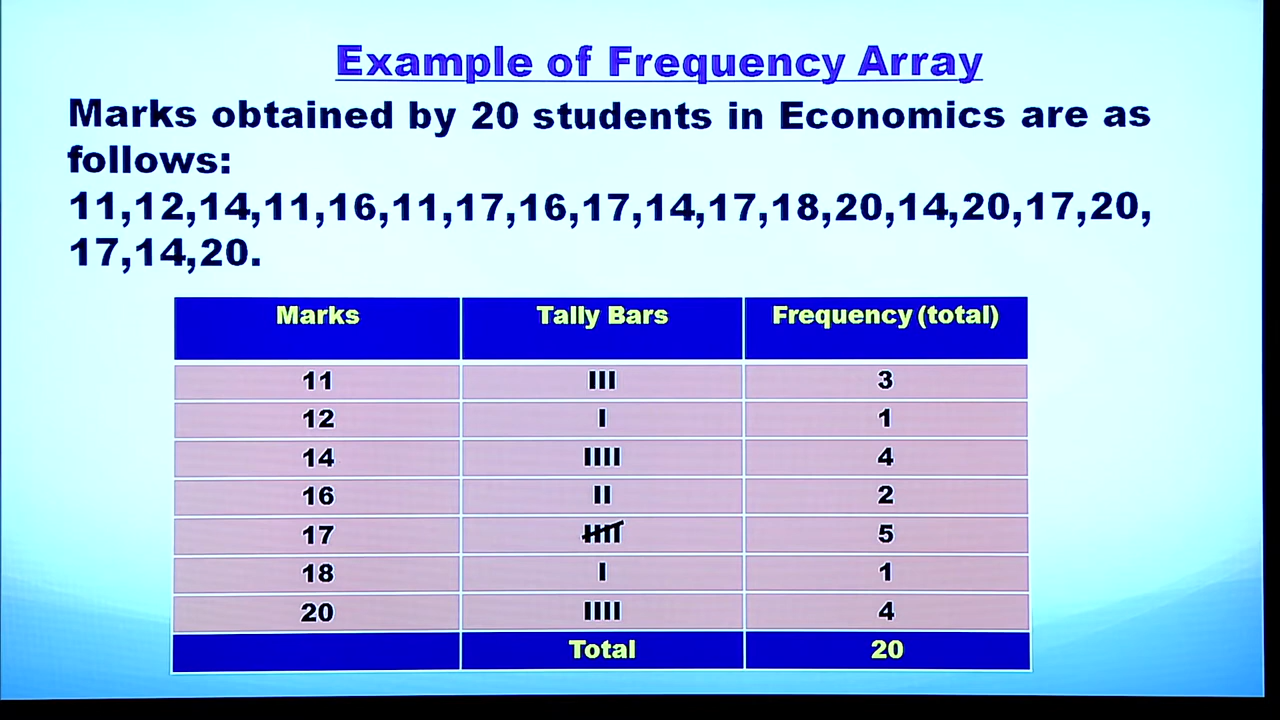 Example of Frequency Array
Marks obtained by 20 students in Economics are as
follows:
11,12,14,11,16,11,17,16,17,14,17,18,20,14,20,17,20,
17,14,20.
Marks Tally Bars Frequency (total)
11 III 3
12 I 1
14 IIII 4
16 II 2
17 IIII 5
18 I 1
20 IIII 4
Total 20